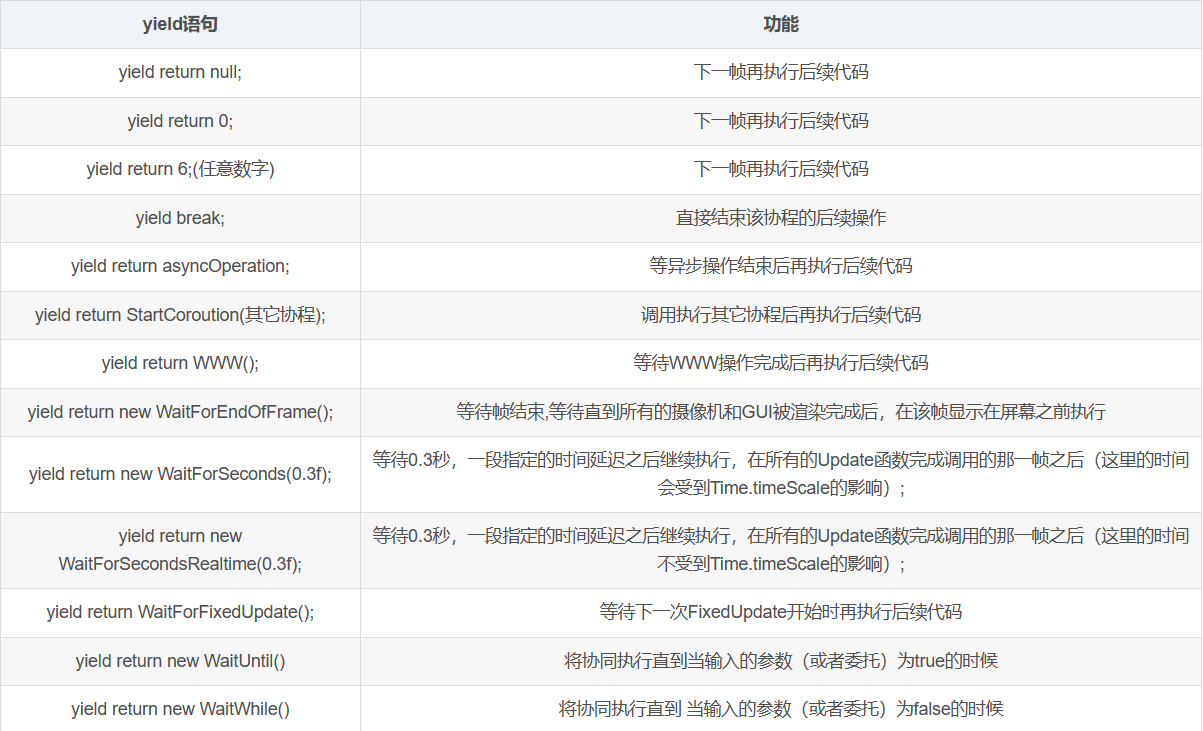 yield语句
功能
yield return null;
下一帧再执行后续代码
yield return 0;
下一帧再执行后续代码
yield return 6;(任意数字)
下一帧再执行后续代码
yield break;
直接结束该协程的后续操作
yield return asyncOperation;
等异步操作结束后再执行后续代码
yield return StartCoroution(其它协程);
调用执行其它协程后再执行后续代码
yield return WWW();
等待WWW操作完成后再执行后续代码
yield return new WaitForEndOfFrame();
等待帧结束,等待直到所有的摄像机和GUI被渲染完成后，在该帧显示在屏幕之前执行
yield return new WaitForSeconds(0.3f);
等待0.3秒，一段指定的时间延迟之后继续执行，在所有的Update函数完成调用的那一帧之后（这里的时间
会受到Time.timeScale的影响）;
yield return new
WaitForSecondsRealtime(0.3f);
等待0.3秒，一段指定的时间延迟之后继续执行，在所有的Update函数完成调用的那一帧之后（这里的时间
不受到Time.timeScale的影响）;
yield return WaitForFixedUpdate();
等待下一次FixedUpdate开始时再执行后续代码
yield return new WaitUntil()
将协同执行直到当输入的参数（或者委托）为true的时候
yield return new WaitWhile()
将协同执行直到 当输入的参数（或者委托）为false的时候